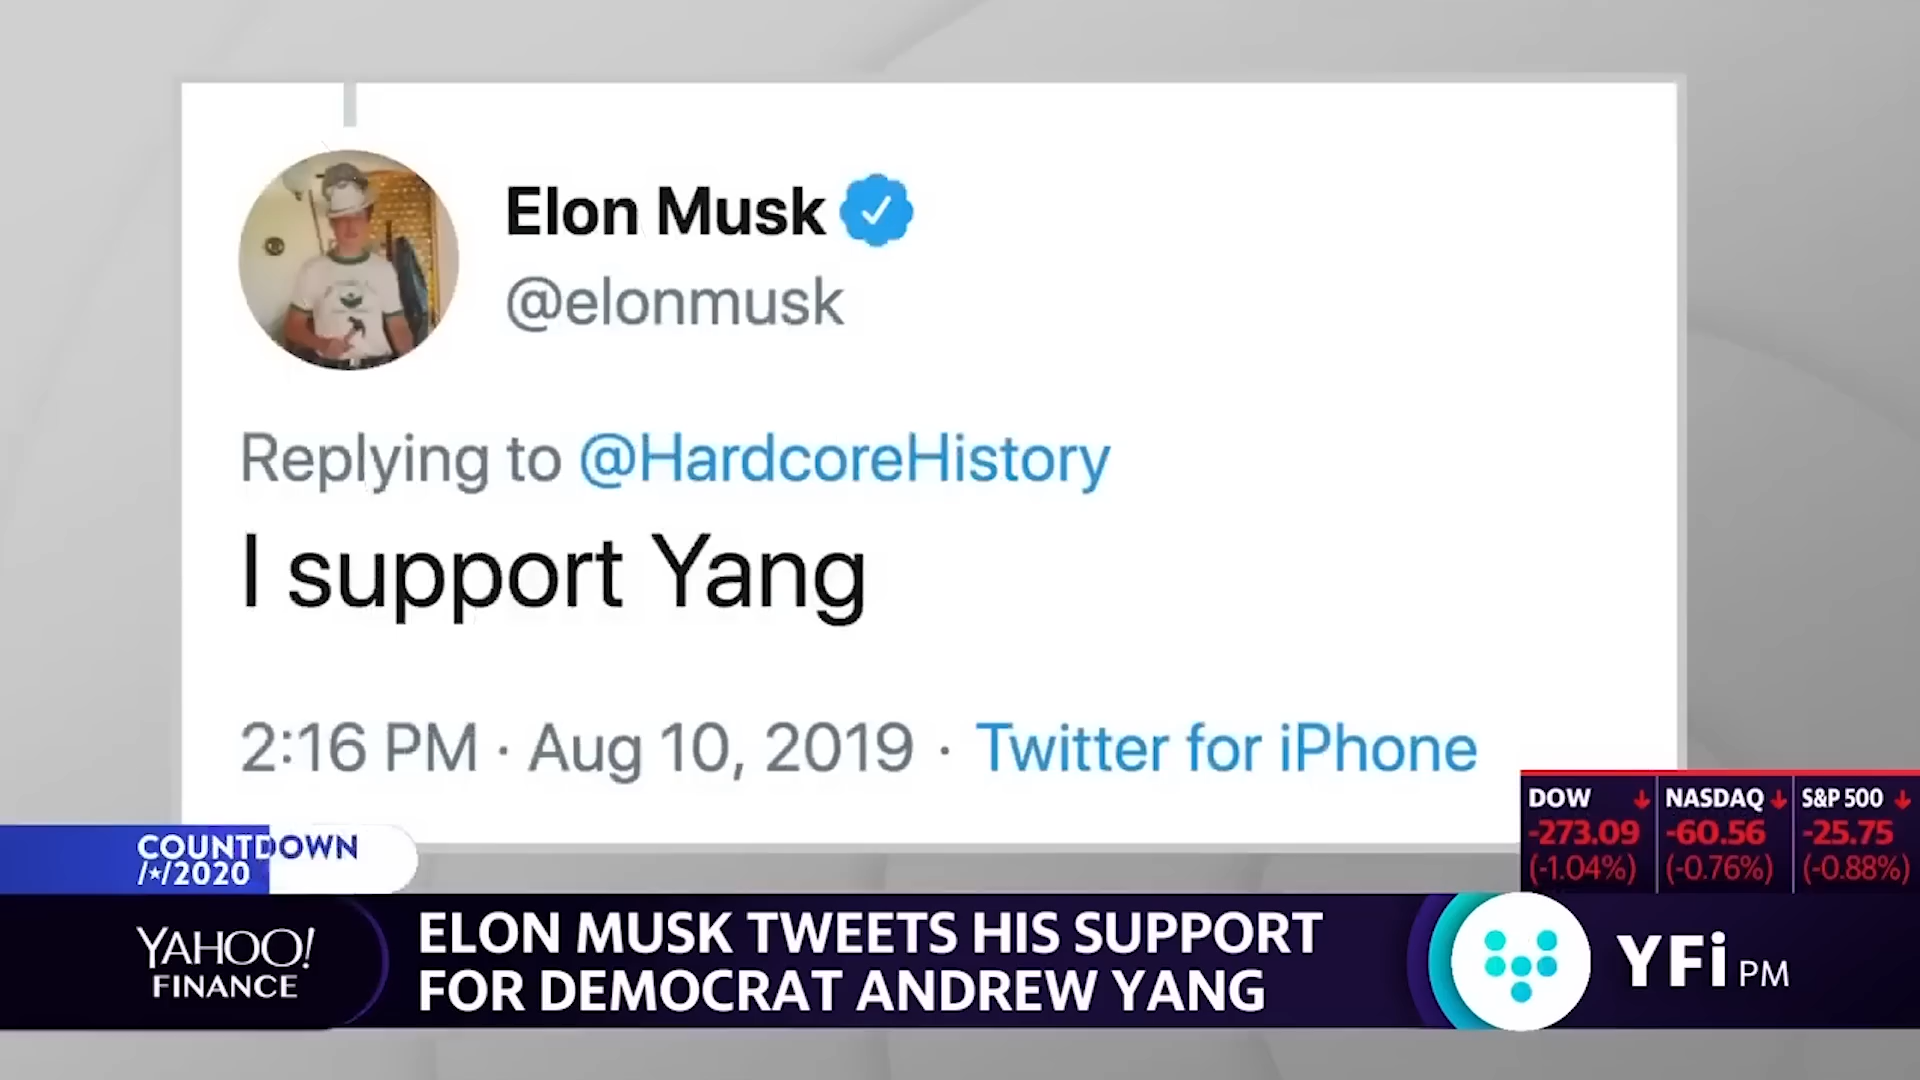 Elon Musk
@elonmusk
Replying to @HardcoreHistory
I support Yang
2:16 PM · Aug 10, 2019 · Twitter for iPhone
DOW
-273.09
(-1.04%)
NASDAQ
-60.56
(-0.76%)
S&P 500
-25.75
(-0.88%)
COUNTDOWN
/★/2020
YAHOO!
FINANCE
ELON MUSK TWEETS HIS SUPPORT
FOR DEMOCRAT ANDREW YANG
YFi PM